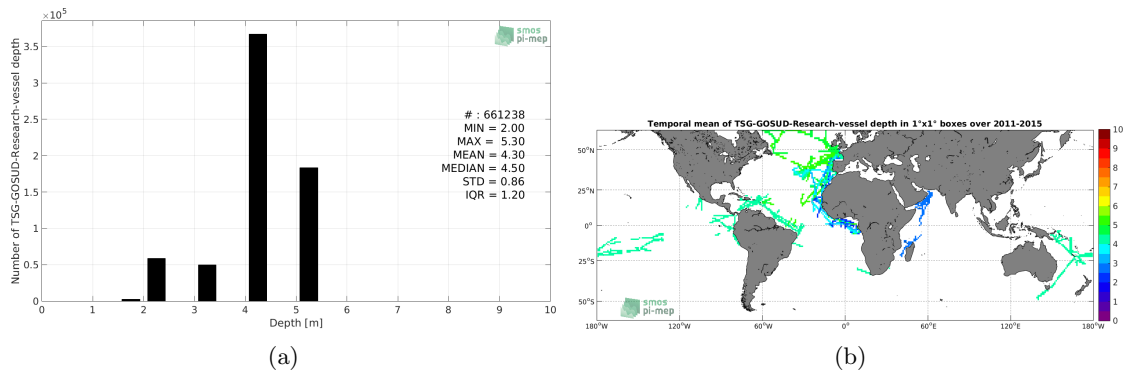 ×10⁵
smos
pi-mep
3.5
3
2.5
2
1.5
1
0.5
0
Number of TSG-GOSUD-Research-vessel depth
# : 661238
MIN = 2.00
MAX = 5.30
MEAN = 4.30
MEDIAN = 4.50
STD = 0.86
IQR = 1.20
0 1 2 3 4 5 6 7 8 9 10
Depth [m]
(a)
Temporal mean of TSG-GOSUD-Research-vessel depth in 1°x1° boxes over 2011-2015
50°N
25°N
0°
25°S
50°S
smos
pi-mep
180°W 120°W 60°W 0° 60°E 120°E 180°W
10
9
8
7
6
5
4
3
2
1
0
(b)